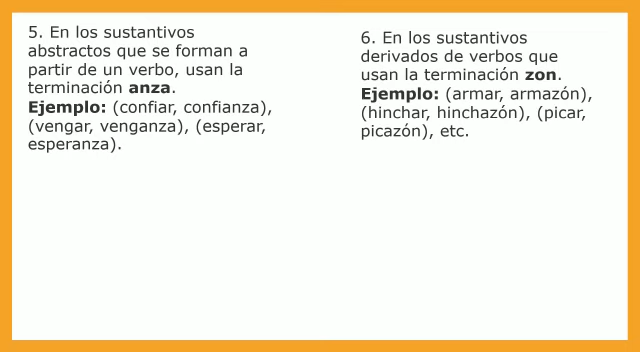 5. En los sustantivos
abstractos que se forman a
partir de un verbo, usan la
terminación anza.
Ejemplo: (confiar, confianza),
(vengar, venganza), (esperar,
esperanza).
6. En los sustantivos
derivados de verbos que
usan la terminación zon.
Ejemplo: (armar, armazón),
(hinchar, hinchazón), (picar,
picazón), etc.